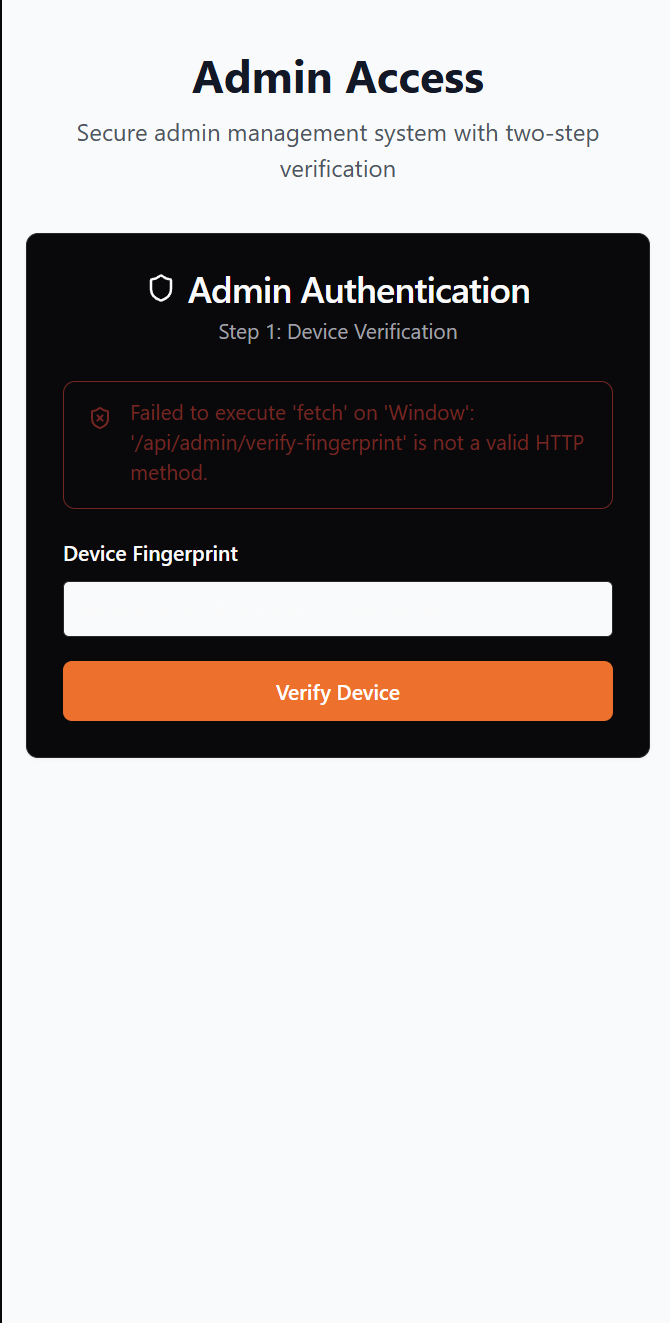 Admin Access
Secure admin management system with two-step
verification
Admin Authentication
Step 1: Device Verification
Failed to execute 'fetch' on 'Window':
'/api/admin/verify-fingerprint' is not a valid HTTP
method.
Device Fingerprint
Verify Device